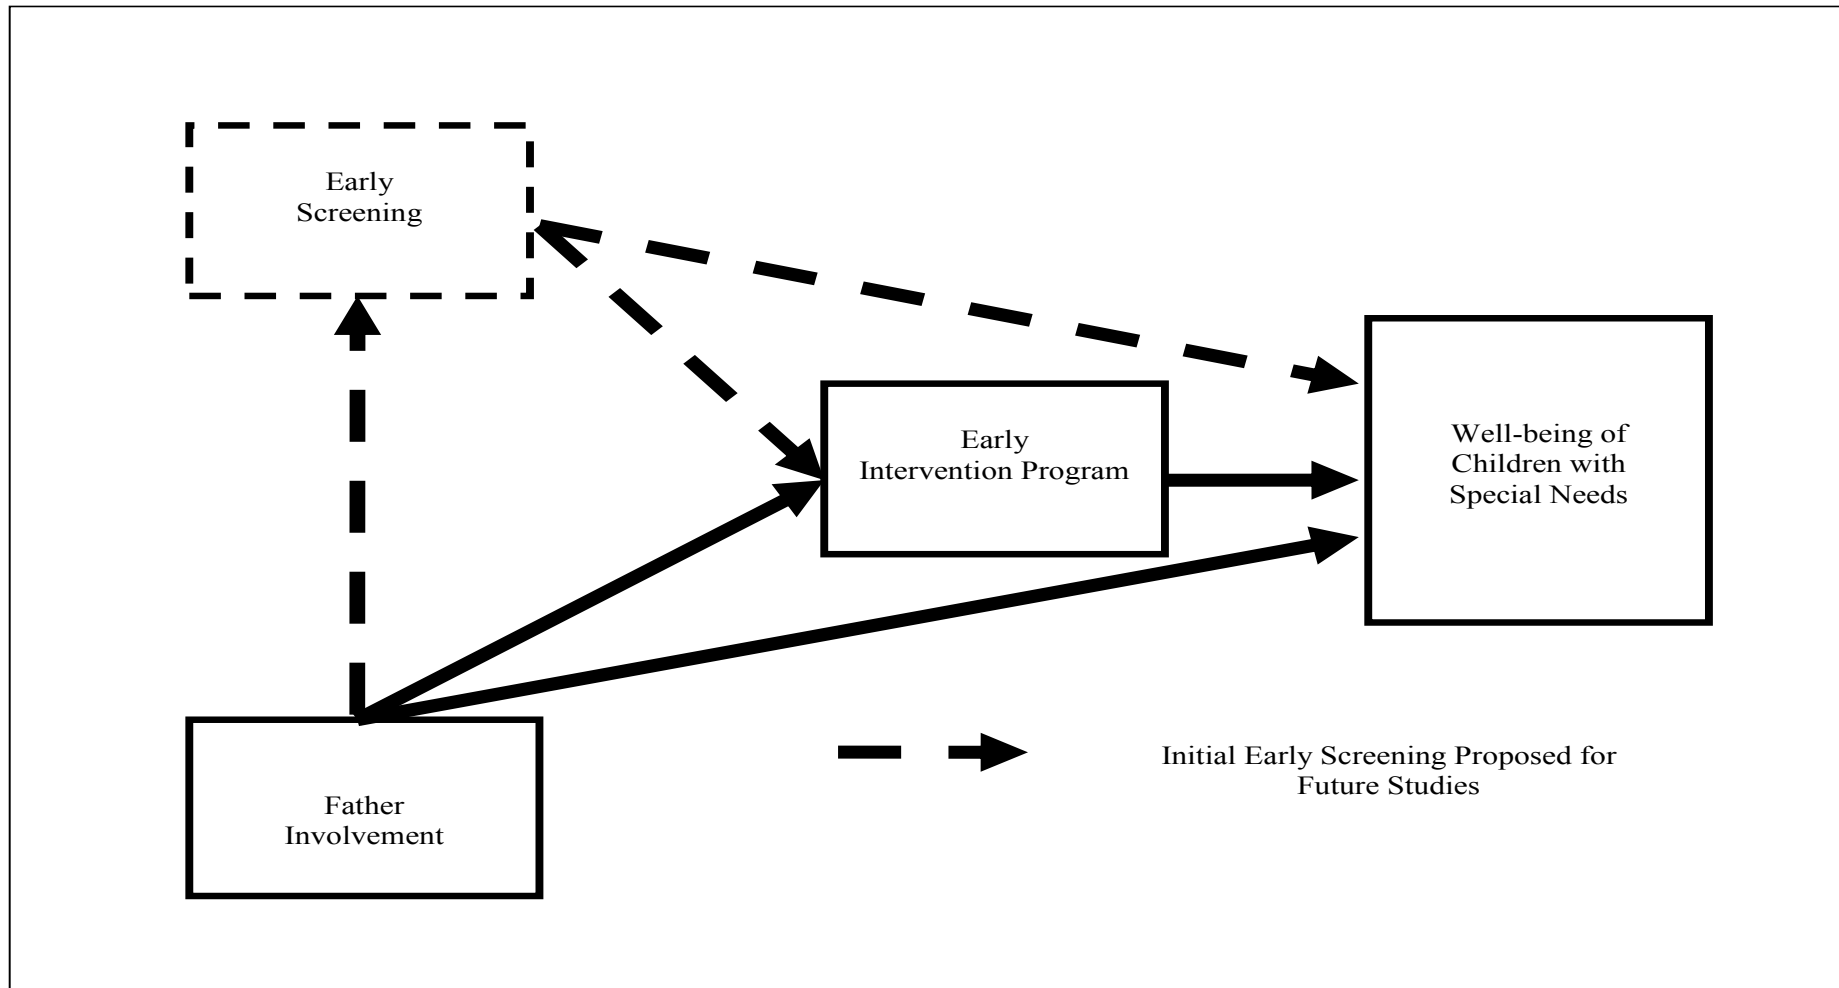 Early
Screening
Early
Intervention Program
Well-being of
Children with
Special Needs
Father
Involvement
Initial Early Screening Proposed for
Future Studies